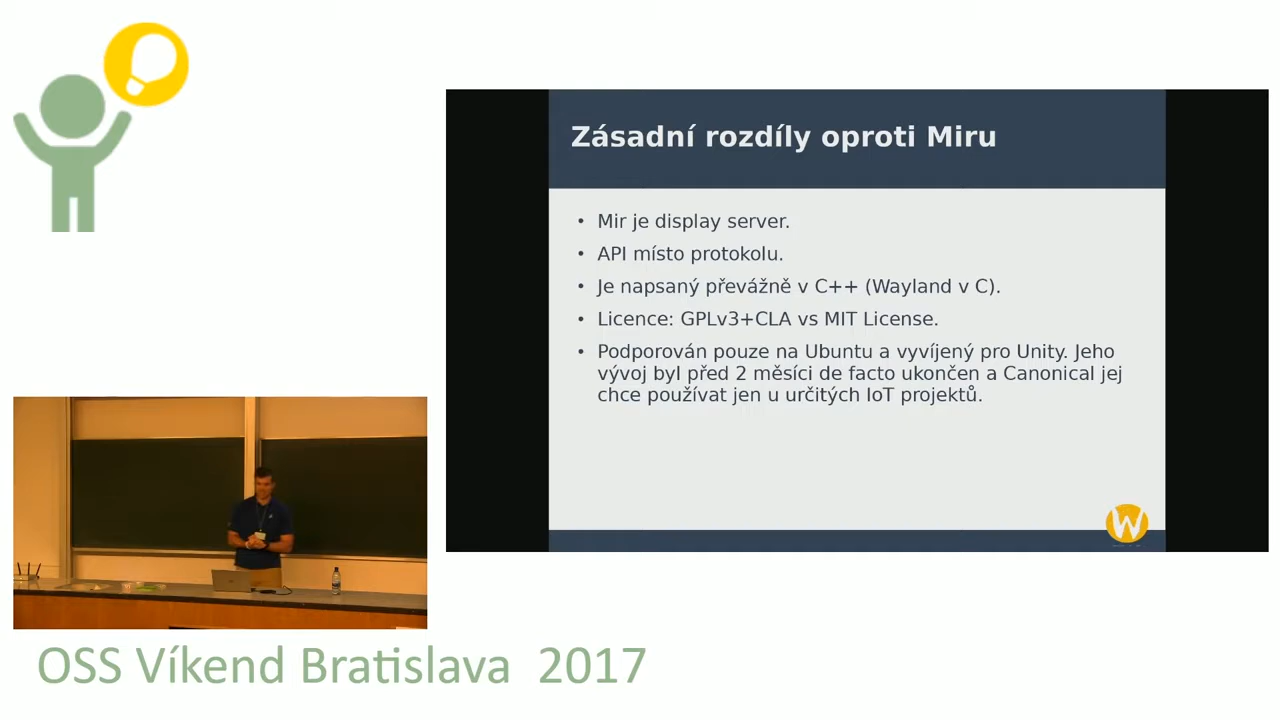 Zásadní rozdíly oproti Miru
• Mir je display server.
• API místo protokolu.
• Je napsaný převážně v C++ (Wayland v C).
• Licence: GPLv3+CLA vs MIT License.
• Podporován pouze na Ubuntu a vyvíjený pro Unity. Jeho
vývoj byl před 2 měsíci de facto ukončen a Canonical jej
chce používat jen u určitých IoT projektů.
W
OSS Víkend Bratislava 2017